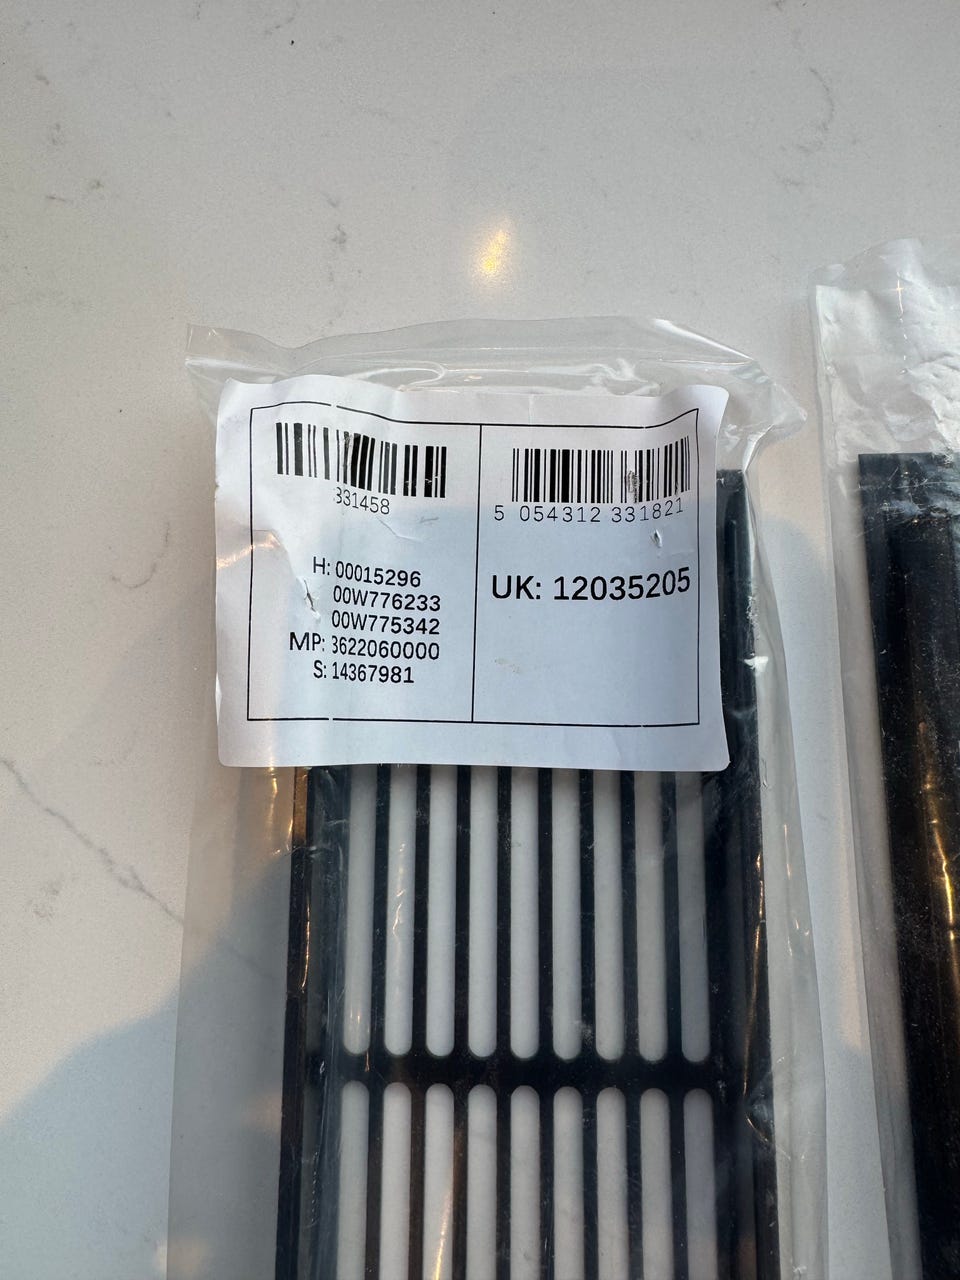 331458
H: 00015296
00W776233
00W775342
MP: 3622060000
S: 14367981
5 054312 331821
UK: 12035205